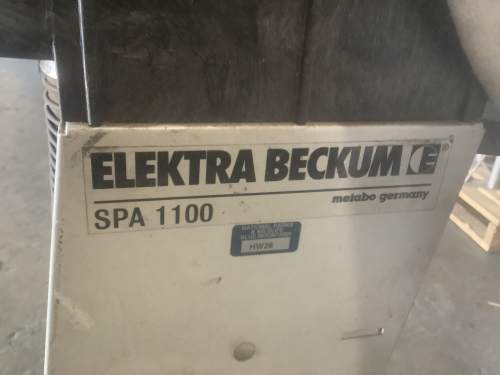 ELEKTRA BECKUM
SPA 1100
metabo germany
HW26